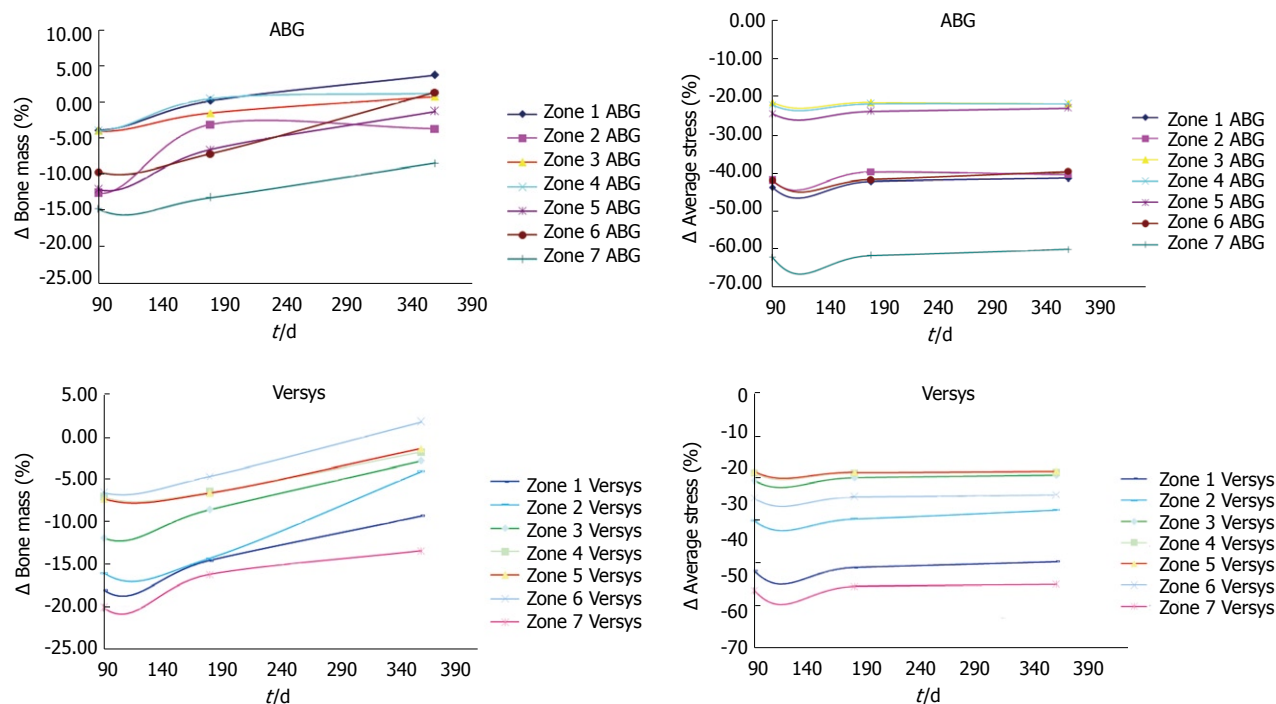 ABG
Δ Bone mass (%)
10.00
5.00
0.00
-5.00
-10.00
-15.00
-20.00
-25.00
90 140 190 240 290 340 390
t/d
Zone 1 ABG
Zone 2 ABG
Zone 3 ABG
Zone 4 ABG
Zone 5 ABG
Zone 6 ABG
Zone 7 ABG
ABG
Δ Average stress (%)
0.00
-10.00
-20.00
-30.00
-40.00
-50.00
-60.00
-70.00
90 140 190 240 290 340 390
t/d
Zone 1 ABG
Zone 2 ABG
Zone 3 ABG
Zone 4 ABG
Zone 5 ABG
Zone 6 ABG
Zone 7 ABG
Versys
Δ Bone mass (%)
5.00
0.00
-5.00
-10.00
-15.00
-20.00
-25.00
90 140 190 240 290 340 390
t/d
Zone 1 Versys
Zone 2 Versys
Zone 3 Versys
Zone 4 Versys
Zone 5 Versys
Zone 6 Versys
Zone 7 Versys
Versys
Δ Average stress (%)
0
-10
-20
-30
-40
-50
-60
-70
90 140 190 240 290 340 390
t/d
Zone 1 Versys
Zone 2 Versys
Zone 3 Versys
Zone 4 Versys
Zone 5 Versys
Zone 6 Versys
Zone 7 Versys